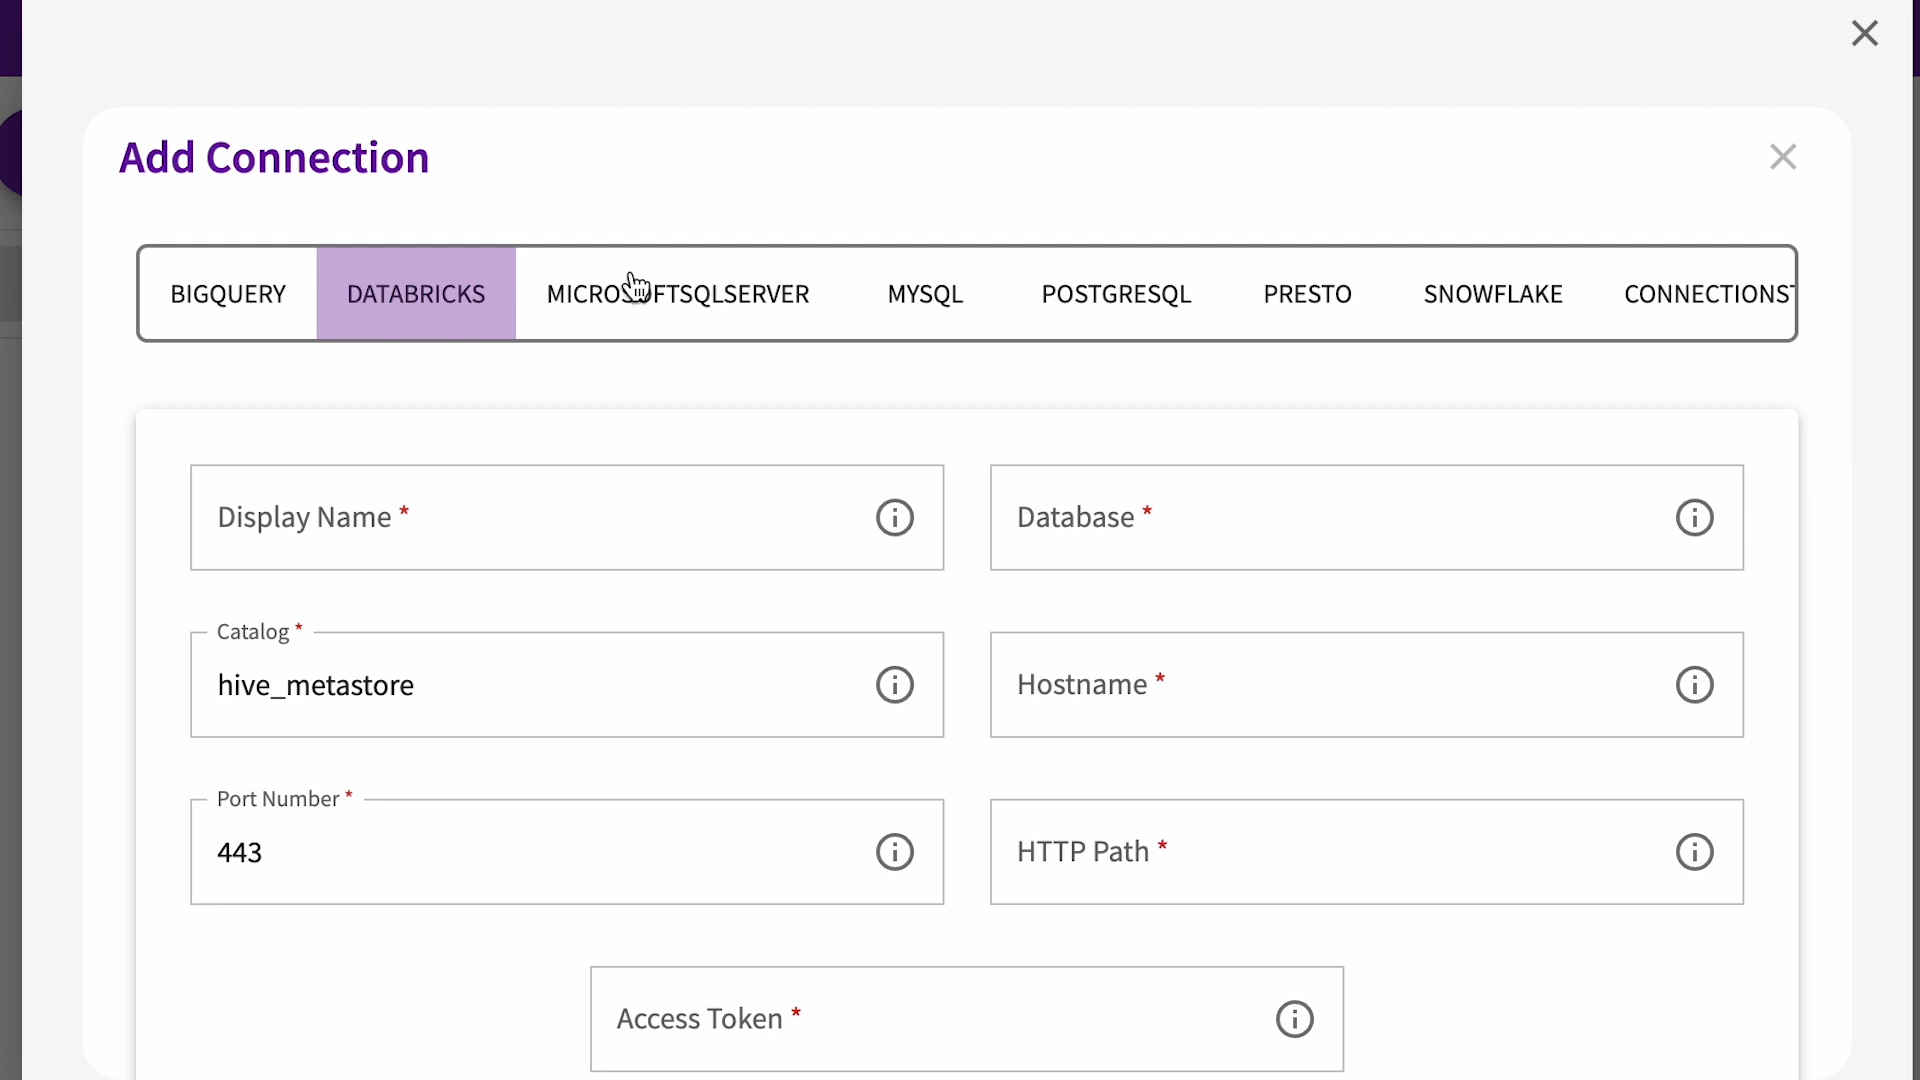 Add Connection
BIGQUERY DATABRICKS MICROSOFTSQLSERVER MYSQL POSTGRESQL PRESTO SNOWFLAKE CONNECTIONST
Display Name * Database *
Catalog *
hive_metastore Hostname *
Port Number *
443 HTTP Path *
Access Token *